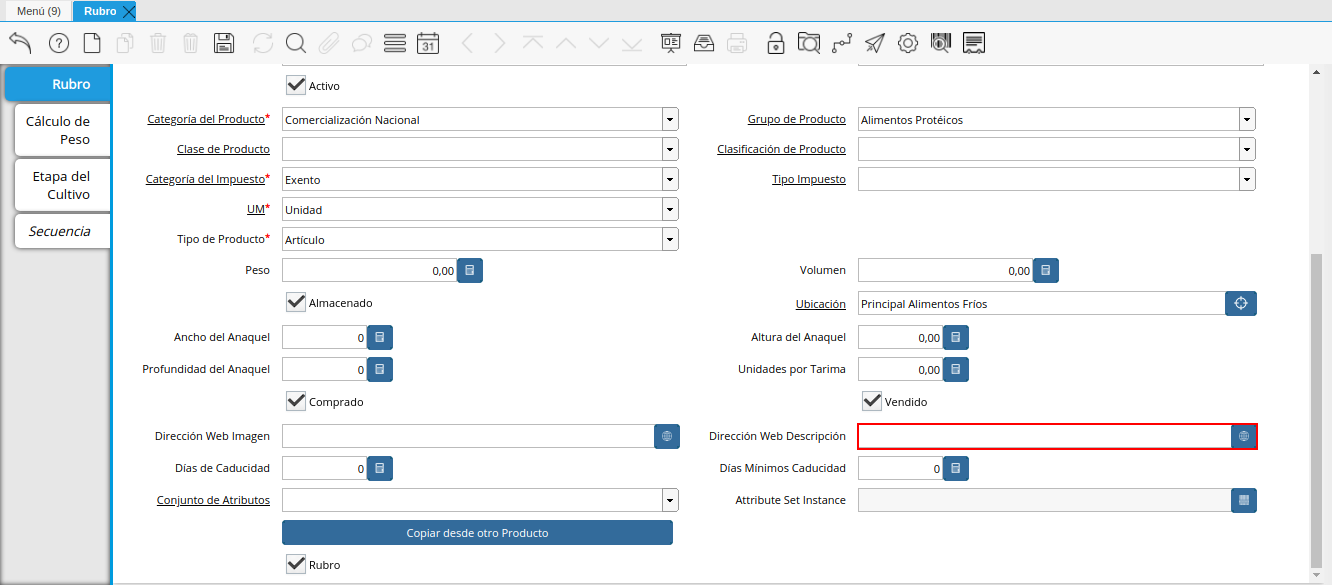 Menú (9) Rubro
31
Rubro
Cálculo de
Peso
Etapa del
Cultivo
Secuencia
Activo
Categoría del Producto* Comercialización Nacional Grupo de Producto Alimentos Protéicos
Clase de Producto Clasificación de Producto
Categoría del Impuesto* Exento Tipo Impuesto
UM* Unidad
Tipo de Producto* Artículo
Peso 0,00 Volumen 0,00
Almacenado Ubicación Principal Alimentos Fríos
Ancho del Anaquel 0 Altura del Anaquel 0,00
Profundidad del Anaquel 0 Unidades por Tarima 0,00
Comprado Vendido
Dirección Web Imagen Dirección Web Descripción
Días de Caducidad 0 Días Mínimos Caducidad 0
Conjunto de Atributos Attribute Set Instance
Copiar desde otro Producto
Rubro